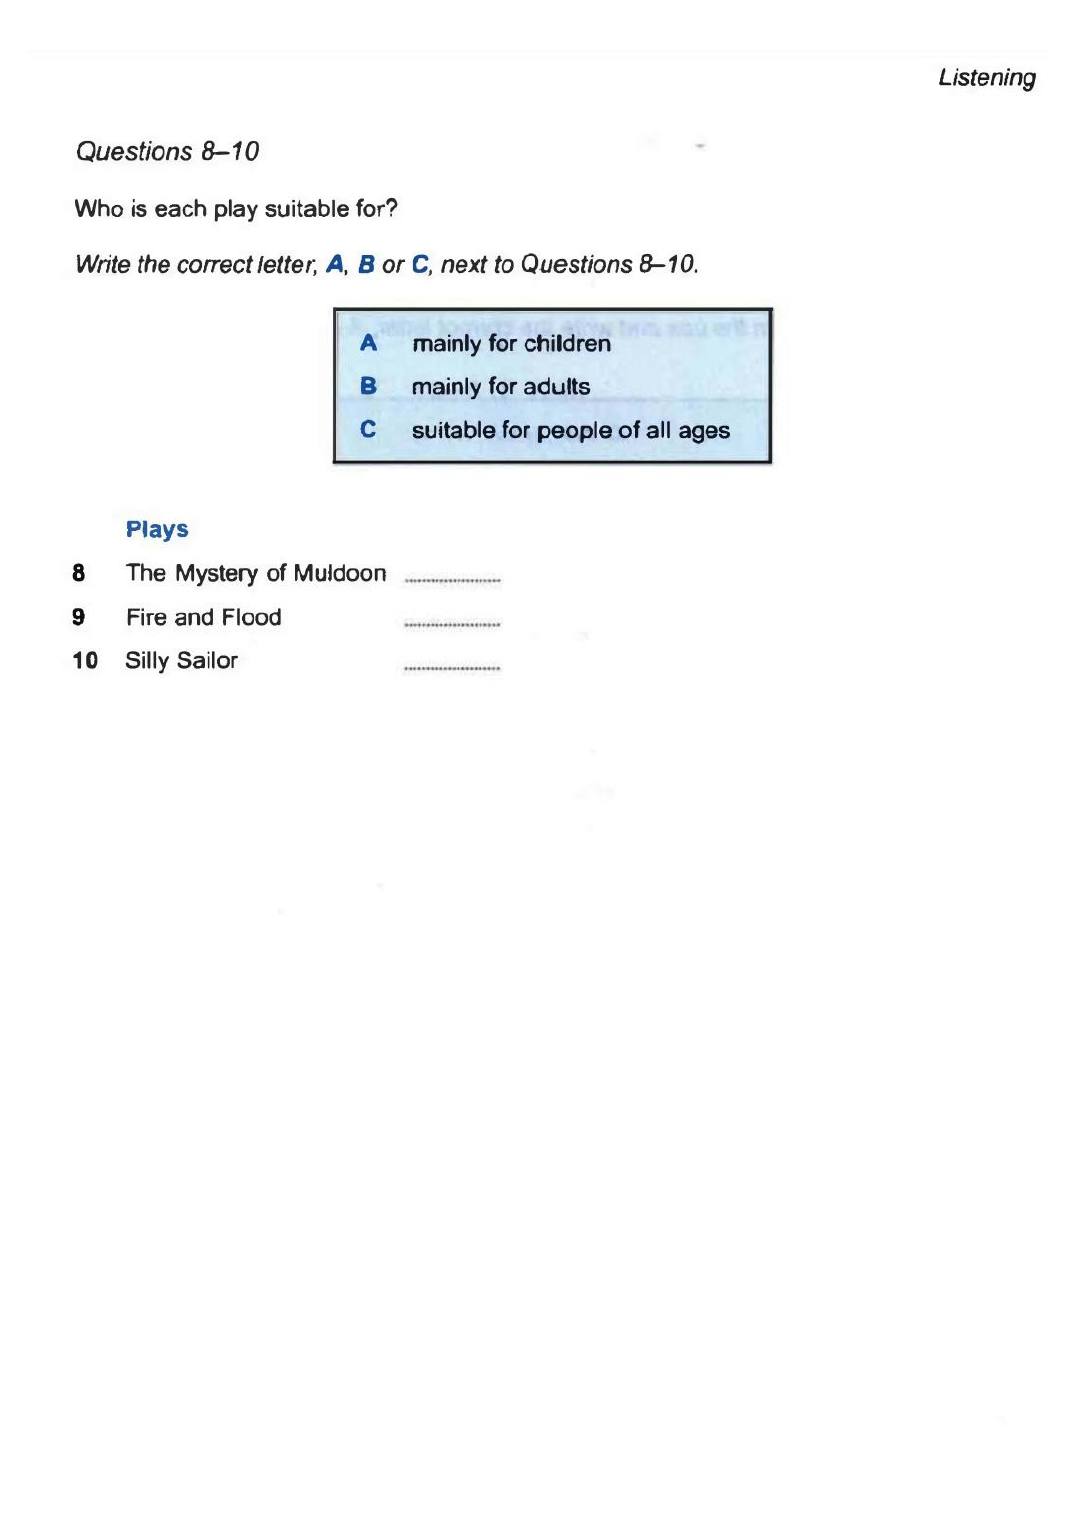 Listening
Questions 8–10
Who is each play suitable for?
Write the correct letter, A, B or C, next to Questions 8–10.
A mainly for children
B mainly for adults
C suitable for people of all ages
Plays
8 The Mystery of Muldoon ........................
9 Fire and Flood ........................
10 Silly Sailor ........................